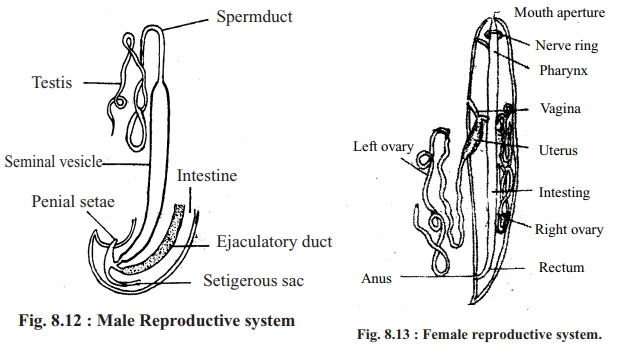 Spermduct
Testis
Seminal vesicle
Intestine
Penial setae
Ejaculatory duct
Setigerous sac
Fig. 8.12 : Male Reproductive system
Mouth aperture
Nerve ring
Pharynx
Vagina
Left ovary
Uterus
Intesting
Right ovary
Rectum
Anus
Fig. 8.13 : Female reproductive system.